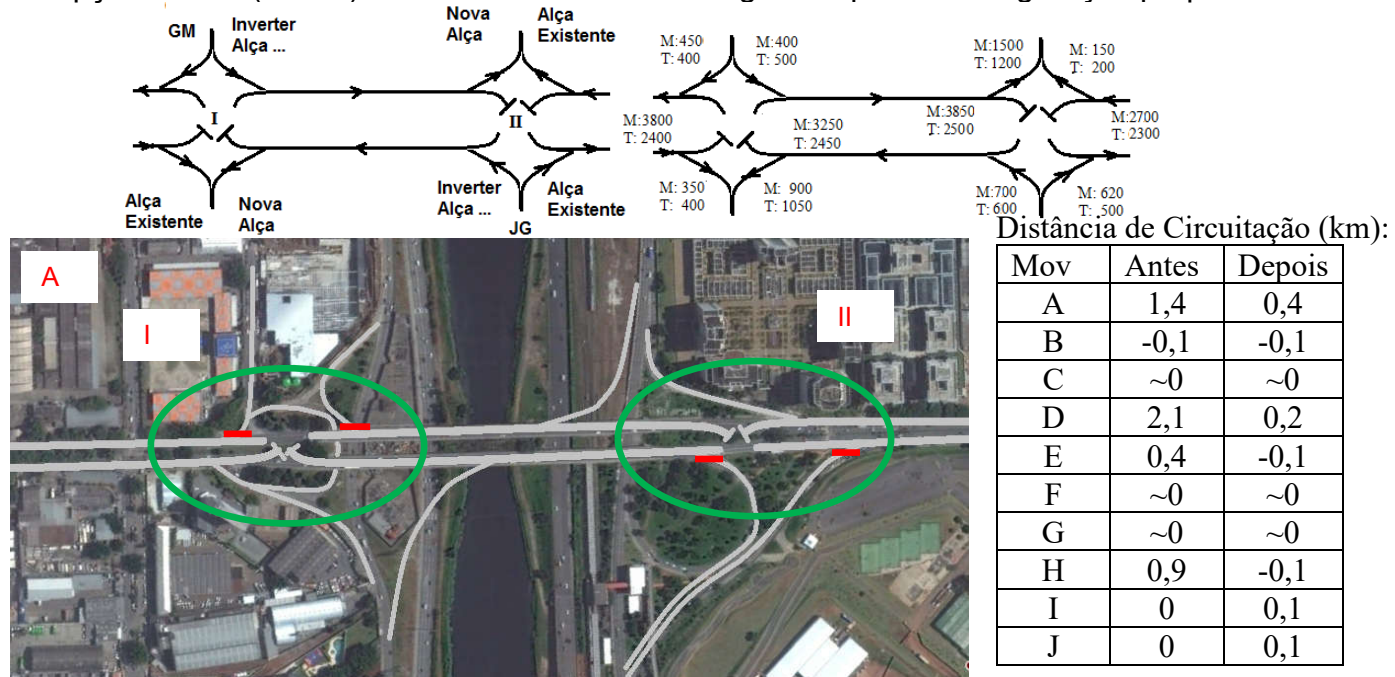 Nova
Alça
Alça
Existente
GM
Inverter
Alça ...
I
II
Alça
Existente
Nova
Alça
Inverter
Alça ...
Alça
Existente
JG
M:450
T: 400
M:400
T: 500
M:1500
T: 1200
M: 150
T: 200
M:3800
T: 2400
M:3250
T: 2450
M:3850
T: 2500
M:2700
T: 2300
M: 350
T: 400
M: 900
T: 1050
M:700
T: 600
M: 620
T: 500
Distância de Circuitação (km):
Mov Antes Depois
A 1,4 0,4
B -0,1 -0,1
C ~0 ~0
D 2,1 0,2
E 0,4 -0,1
F ~0 ~0
G ~0 ~0
H 0,9 -0,1
I 0 0,1
J 0 0,1
A
I
II